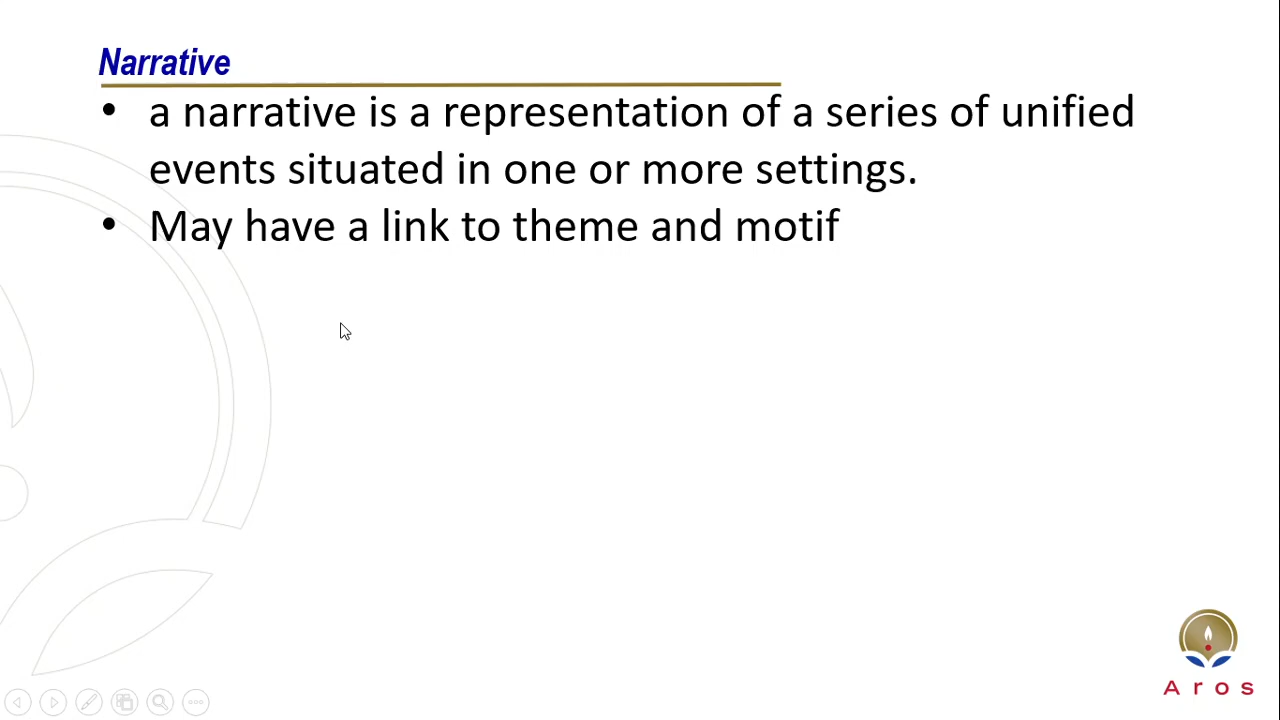 Narrative
• a narrative is a representation of a series of unified
events situated in one or more settings.
• May have a link to theme and motif
Aros